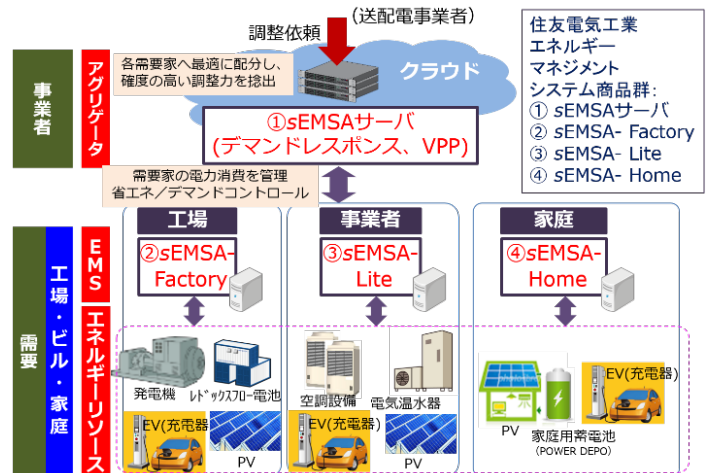 (送配電事業者)
調整依頼
各需要家へ最適に配分し、
確度の高い調整力を捻出
クラウド
住友電気工業
エネルギー
マネジメント
システム商品群:
① sEMSAサーバ
② sEMSA- Factory
③ sEMSA- Lite
④ sEMSA- Home
事業者
アグリゲータ
①sEMSAサーバ
(デマンドレスポンス、VPP)
需要家の電力消費を管理
省エネ/デマンドコントロール
工場
事業者
家庭
需要
工場・ビル・家庭
EMS
②sEMSA-
Factory
③sEMSA-
Lite
④sEMSA-
Home
エネルギーリソース
発電機
レドックスフロー電池
EV(充電器
PV
空調設備
電気温水器
EV(充電器)
PV
PV
家庭用蓄電池
(POWER DEPO)
EV(充電器)